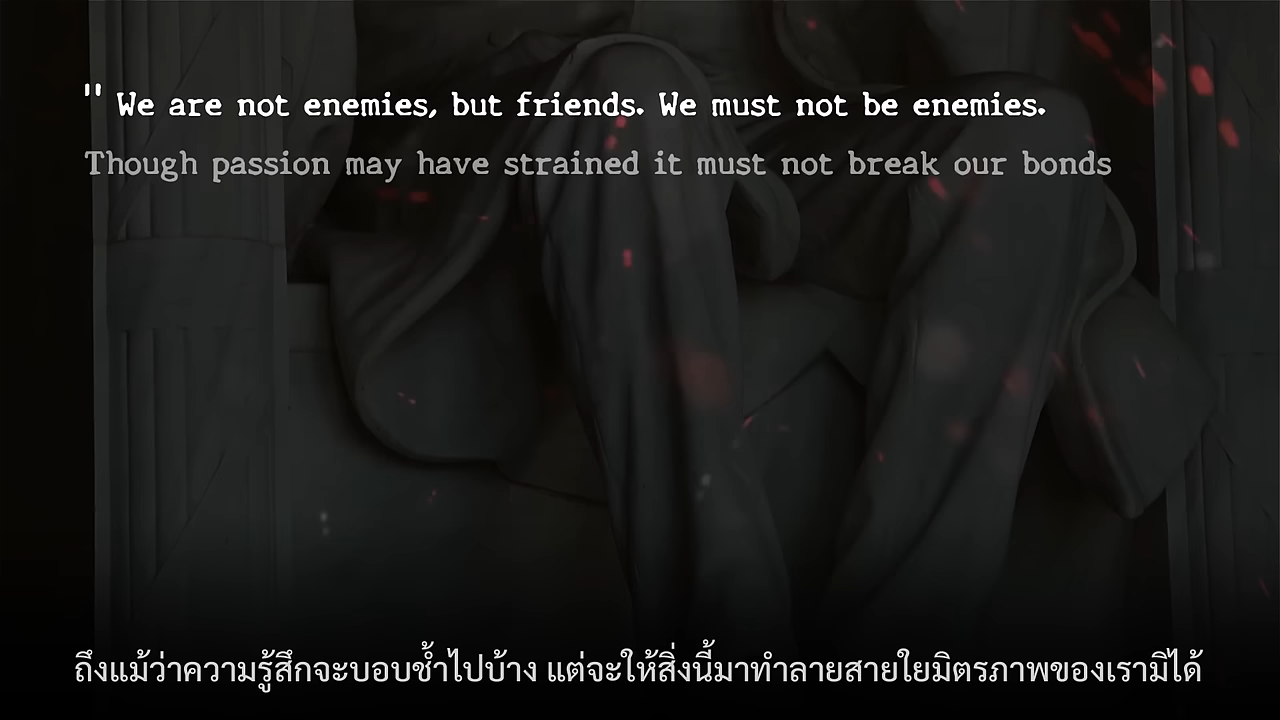 " We are not enemies, but friends. We must not be enemies.
Though passion may have strained it must not break our bonds
ถึงแม้ว่าความรู้สึกจะบอบช้ำไปบ้าง แต่จะให้สิ่งนี้มาทำลายสายใยมิตรภาพของเรามิได้